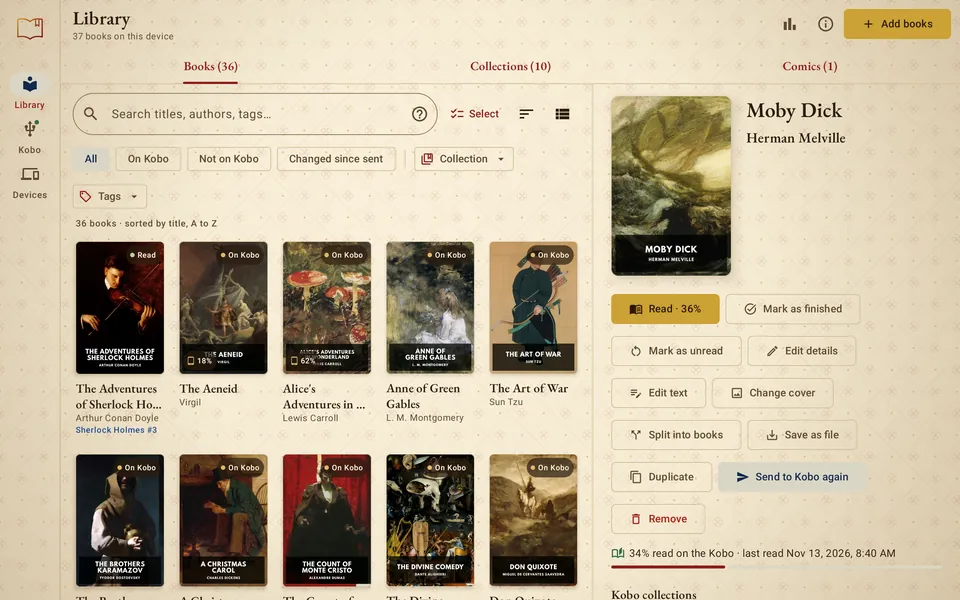 Library
37 books on this device
Add books
Library
Kobo
Devices
Books (36)
Collections (10)
Comics (1)
Search titles, authors, tags…
Select
All
On Kobo
Not on Kobo
Changed since sent
Collection
Tags
36 books · sorted by title, A to Z
Read
THE ADVENTURES OF
SHERLOCK HOLMES
ARTHUR CONAN DOYLE
The Adventures
of Sherlock Ho...
Arthur Conan Doyle
Sherlock Holmes #3
On Kobo
THE AENEID
VIRGIL
18%
The Aeneid
Virgil
On Kobo
62%
Alice's
Adventures in ...
Lewis Carroll
On Kobo
ANNE OF
GREEN GABLES
L. M. MONTGOMERY
Anne of Green
Gables
L. M. Montgomery
On Kobo
THE ART OF WAR
SUN TZU
The Art of War
Sun Tzu
On Kobo
THE BROTHERS
KARAMAZOV
FYODOR DOSTOEVSKY
On Kobo
A CHRISTMAS
CAROL
CHARLES DICKENS
On Kobo
THE COUNT OF
MONTE CRISTO
ALEXANDRE DUMAS
On Kobo
THE DIVINE COMEDY
DANTE ALIGHIERI
On Kobo
DON QUIXOTE
MIGUEL DE CERVANTES SAAVEDRA
MOBY DICK
HERMAN MELVILLE
Moby Dick
Herman Melville
Read · 36%
Mark as finished
Mark as unread
Edit details
Edit text
Change cover
Split into books
Save as file
Duplicate
Send to Kobo again
Remove
34% read on the Kobo · last read Nov 13, 2026, 8:40 AM
Kobo collections